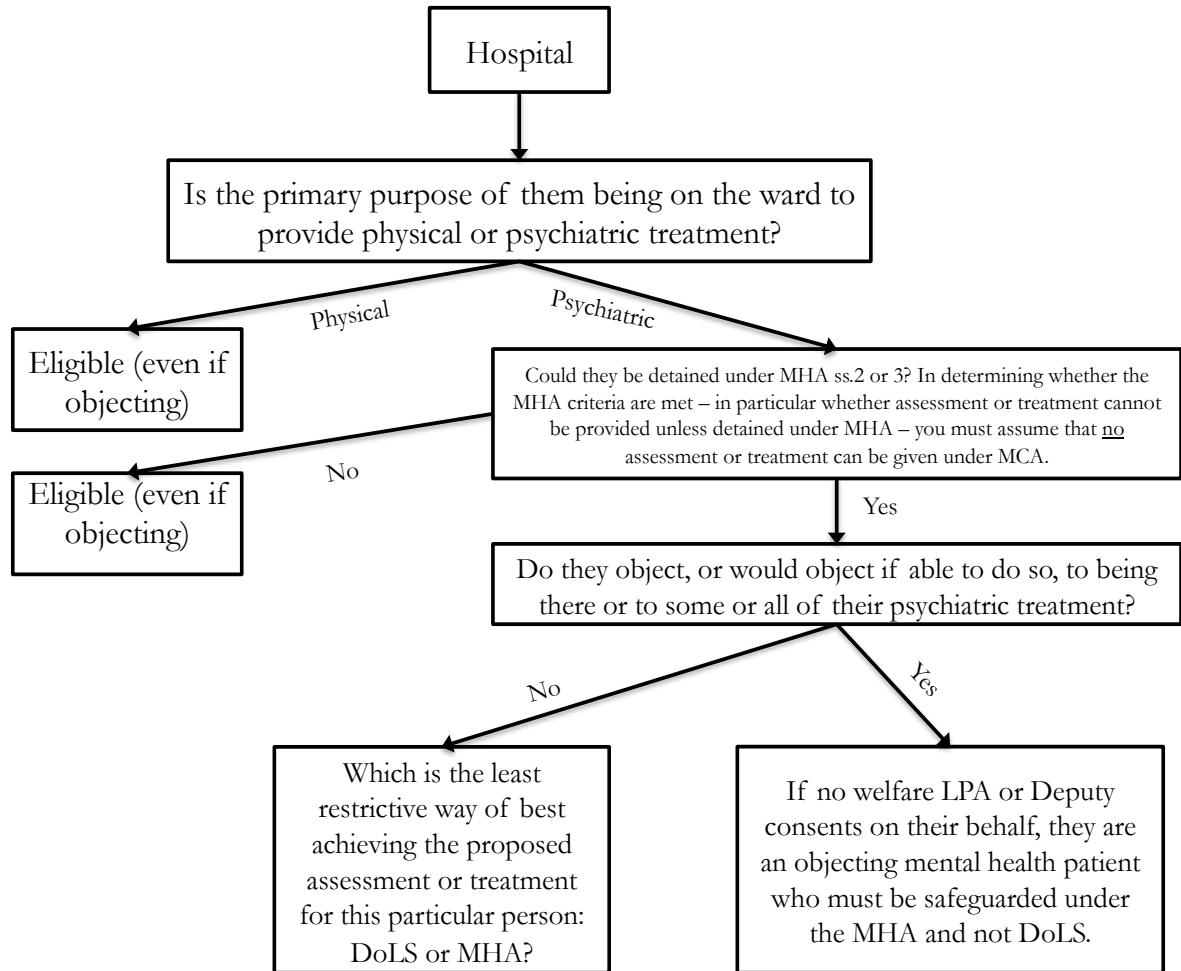 Hospital
Is the primary purpose of them being on the ward to
provide physical or psychiatric treatment?
Physical
Psychiatric
Eligible (even if
objecting)
Could they be detained under MHA ss.2 or 3? In determining whether the
MHA criteria are met – in particular whether assessment or treatment cannot
be provided unless detained under MHA – you must assume that no
assessment or treatment can be given under MCA.
No
Eligible (even if
objecting)
Yes
Do they object, or would object if able to do so, to being
there or to some or all of their psychiatric treatment?
No
Yes
Which is the least
restrictive way of best
achieving the proposed
assessment or treatment
for this particular person:
DoLS or MHA?
If no welfare LPA or Deputy
consents on their behalf, they are
an objecting mental health patient
who must be safeguarded under
the MHA and not DoLS.